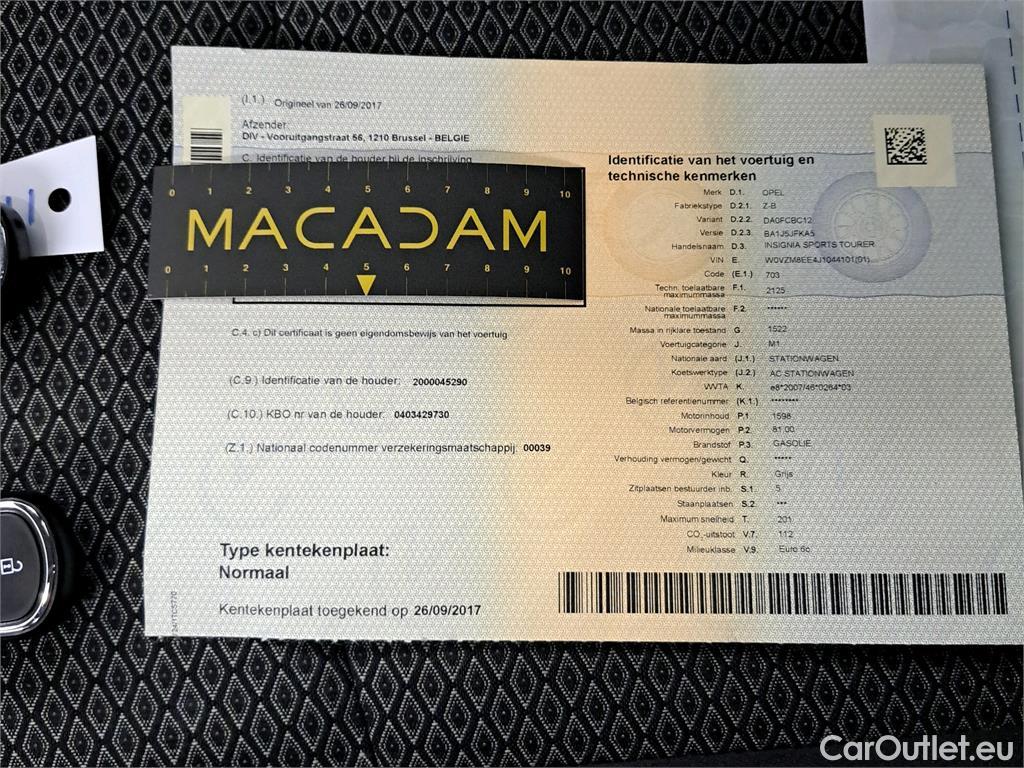 (I.1.) Origineel van 26/09/2017
Afzender
DIV - Vooruitgangstraat 56, 1210 Brussel - BELGIE
C. Identificatie van de houder bij de inschrijving
0 1 2 3 4 5 6 7 8 9 10
MACADAM
0 1 2 3 4 5 6 7 8 9 10
C.4. c) Dit certificaat is geen eigendomsbewijs van het voertuig
(C.9.) Identificatie van de houder: 2000045290
(C.10.) KBO nr van de houder: 0403429730
(Z.1.) Nationaal codenummer verzekeringsmaatschappij: 00039
Type kentekenplaat:
Normaal
Kentekenplaat toegekend op 26/09/2017
Identificatie van het voertuig en
technische kenmerken
Merk D.1. OPEL
Fabriekstype D.2.1. Z-B
Variant D.2.2. DA0FCBC12
Versie D.2.3. BA1J5JFKA5
Handelsnaam D.3. INSIGNIA SPORTS TOURER
VIN E. W0VZM8EE4J1044101(91)
Code (E.1.) 703
Techn. toelaatbare maximummassa F.1. 2125
Nationale toelaatbare maximummassa F.2. ******
Massa in rijklare toestand G. 1522
Voertuigcategorie J. M1
Nationale aard (J.1.) STATIONWAGEN
Koetswerktype (J.2.) AC STATIONWAGEN
WVTA K. e8*2007/46*0264*03
Belgisch referentienummer (K.1.) ********
Motorinhoud P.1. 1598
Motorvermogen P.2. 81.00
Brandstof P.3. GASOLIE
Verhouding vermogen/gewicht Q. *****
Kleur R. Grijs
Zitplaatsen bestuurder inb. S.1. 5
Staanplaatsen S.2. ***
Maximum snelheid T. 201
CO₂-uitstoot V.7. 112
Milieuklasse V.9. Euro 6c
CarOutlet.eu